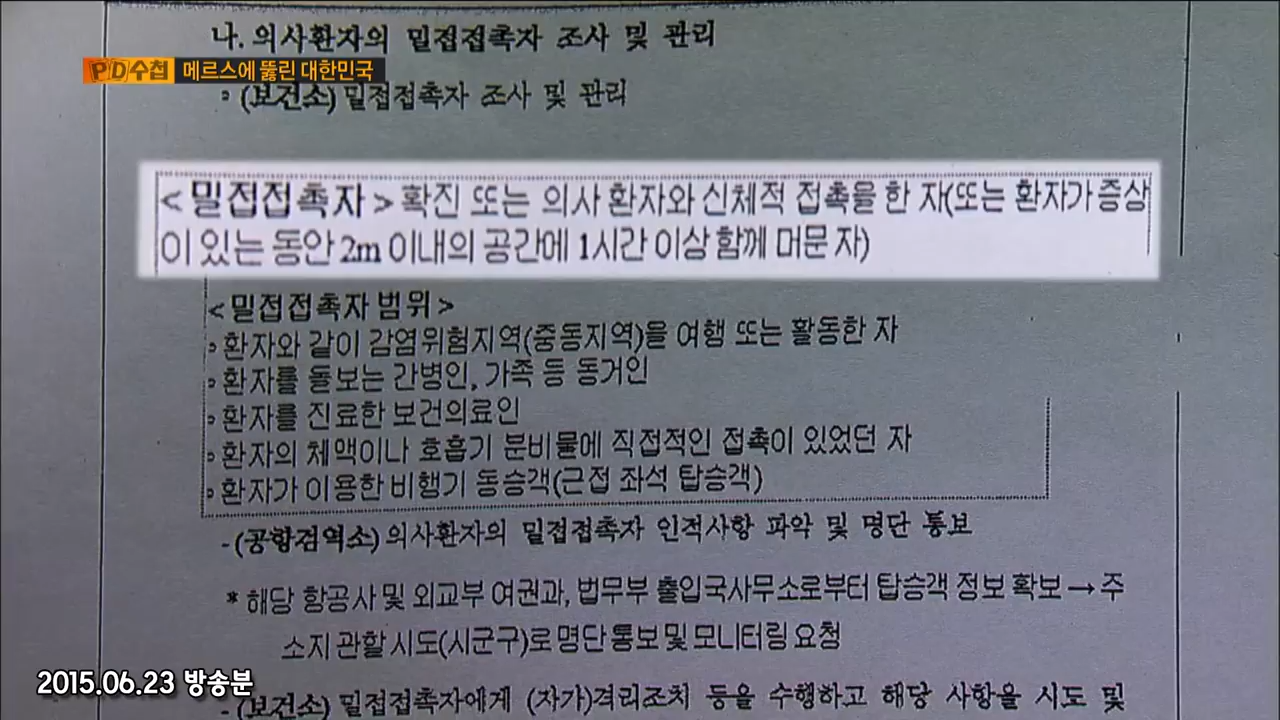 나. 의사환자의 밀접접촉자 조사 및 관리
PD수첩 메르스에 뚫린 대한민국
◦ (보건소) 밀접접촉자 조사 및 관리
< 밀접접촉자 > 확진 또는 의사 환자와 신체적 접촉을 한 자(또는 환자가 증상
이 있는 동안 2m 이내의 공간에 1시간 이상 함께 머문 자)
< 밀접접촉자 범위 >
◦ 환자와 같이 감염위험지역(중동지역)을 여행 또는 활동한 자
◦ 환자를 돌보는 간병인, 가족 등 동거인
◦ 환자를 진료한 보건의료인
◦ 환자의 체액이나 호흡기 분비물에 직접적인 접촉이 있었던 자
◦ 환자가 이용한 비행기 동승객(근접 좌석 탑승객)
- (공항검역소) 의사환자의 밀접접촉자 인적사항 파악 및 명단 통보
* 해당 항공사 및 외교부 여권과, 법무부 출입국사무소로부터 탑승객 정보 확보 → 주
소지 관할 시도(시군구)로 명단 통보 및 모니터링 요청
2015.06.23 방송분
- (보건소) 밀접접촉자에게 (자가)격리조치 등을 수행하고 해당 사항을 시도 및